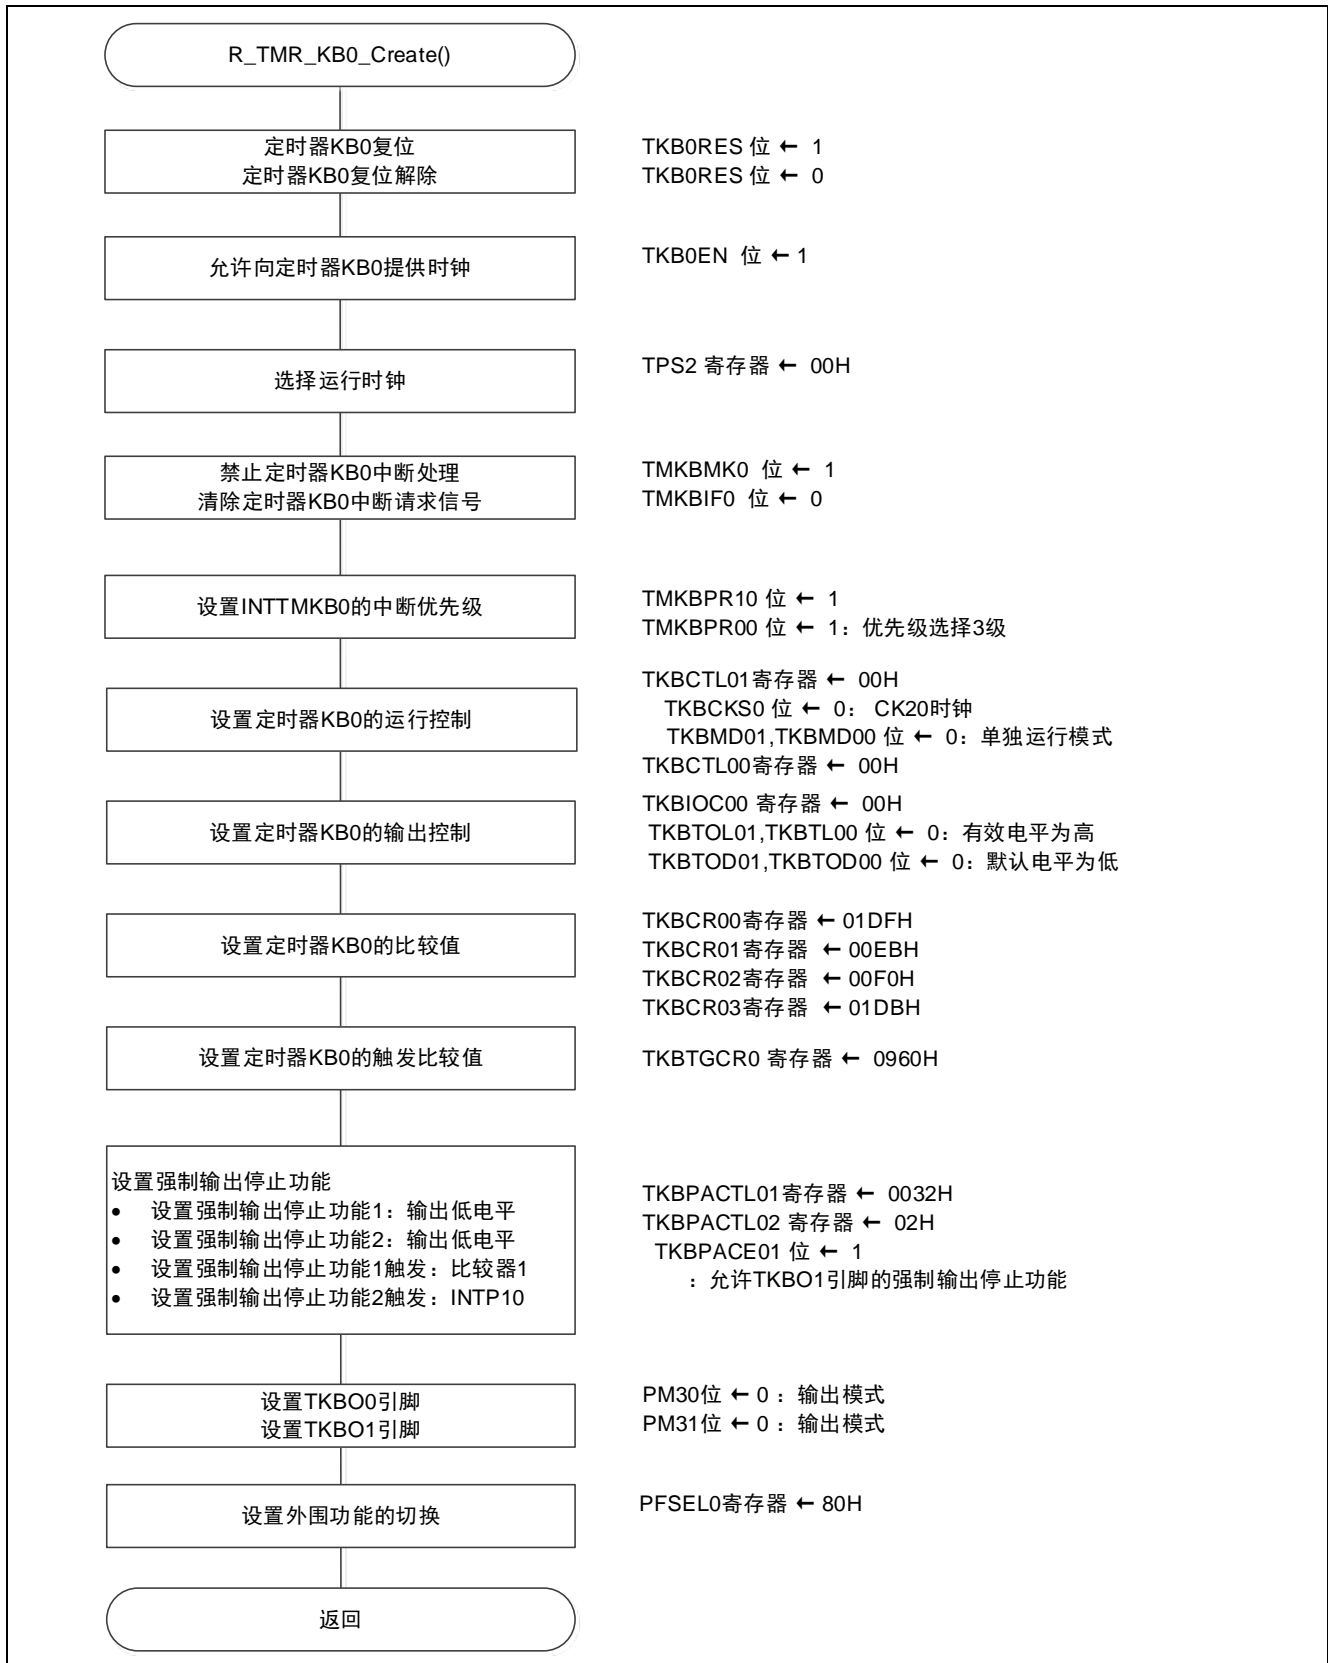 R_TMR_KB0_Create()
定时器KB0复位
定时器KB0复位解除
TKB0RES 位 ← 1
TKB0RES 位 ← 0
允许向定时器KB0提供时钟
TKB0EN 位 ← 1
选择运行时钟
TPS2 寄存器 ← 00H
禁止定时器KB0中断处理
清除定时器KB0中断请求信号
TMKBMK0 位 ← 1
TMKBIF0 位 ← 0
设置INTTMKB0的中断优先级
TMKBPR10 位 ← 1
TMKBPR00 位 ← 1：优先级选择3级
设置定时器KB0的运行控制
TKBCTL01寄存器 ← 00H
TKBCKS0 位 ← 0： CK20时钟
TKBMD01,TKBMD00 位 ← 0：单独运行模式
TKBCTL00寄存器 ← 00H
设置定时器KB0的输出控制
TKBIOC00 寄存器 ← 00H
TKBTOL01,TKBTL00 位 ← 0：有效电平为高
TKBTOD01,TKBTOD00 位 ← 0：默认电平为低
设置定时器KB0的比较值
TKBCR00寄存器 ← 01DFH
TKBCR01寄存器 ← 00EBH
TKBCR02寄存器 ← 00F0H
TKBCR03寄存器 ← 01DBH
设置定时器KB0的触发比较值
TKBTGCR0 寄存器 ← 0960H
设置强制输出停止功能
• 设置强制输出停止功能1：输出低电平
• 设置强制输出停止功能2：输出低电平
• 设置强制输出停止功能1触发：比较器1
• 设置强制输出停止功能2触发：INTP10
TKBPACTL01寄存器 ← 0032H
TKBPACTL02 寄存器 ← 02H
TKBPACE01 位 ← 1
：允许TKBO1引脚的强制输出停止功能
设置TKBO0引脚
设置TKBO1引脚
PM30位 ← 0 ：输出模式
PM31位 ← 0 ：输出模式
设置外围功能的切换
PFSEL0寄存器 ← 80H
返回